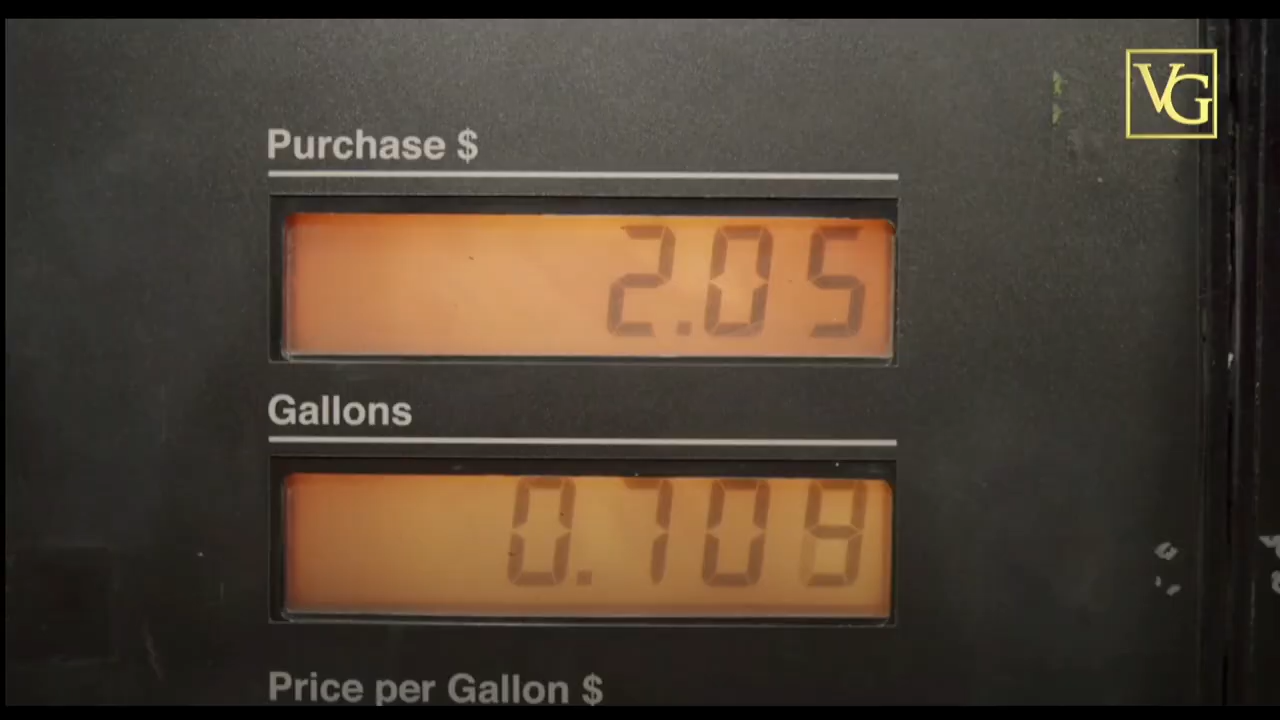 VG
Purchase $
2.05
Gallons
0.708
Price per Gallon $